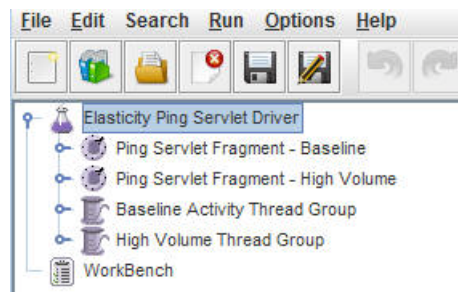 File Edit Search Run Options Help
Elasticity Ping Servlet Driver
Ping Servlet Fragment - Baseline
Ping Servlet Fragment - High Volume
Baseline Activity Thread Group
High Volume Thread Group
WorkBench